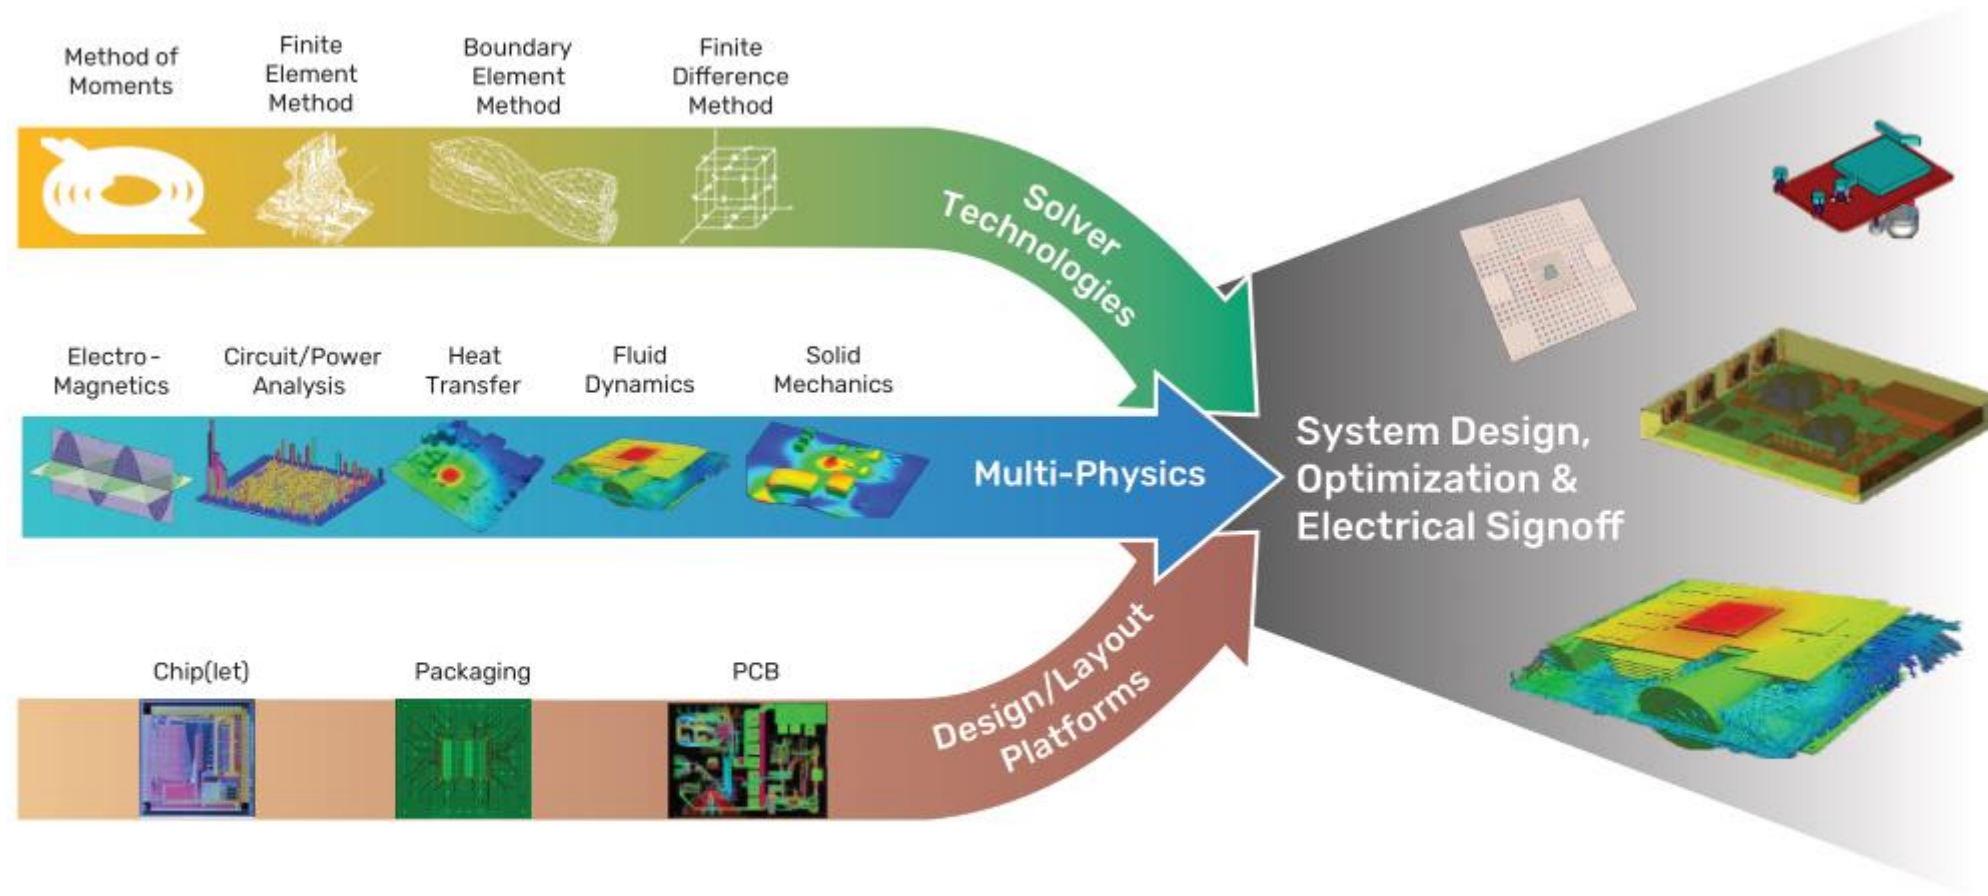 Method of
Moments
Finite
Element
Method
Boundary
Element
Method
Finite
Difference
Method
Solver
Technologies
Electro-
Magnetics
Circuit/Power
Analysis
Heat
Transfer
Fluid
Dynamics
Solid
Mechanics
Multi-Physics
System Design,
Optimization &
Electrical Signoff
Chip(let)
Packaging
PCB
Design/Layout
Platforms